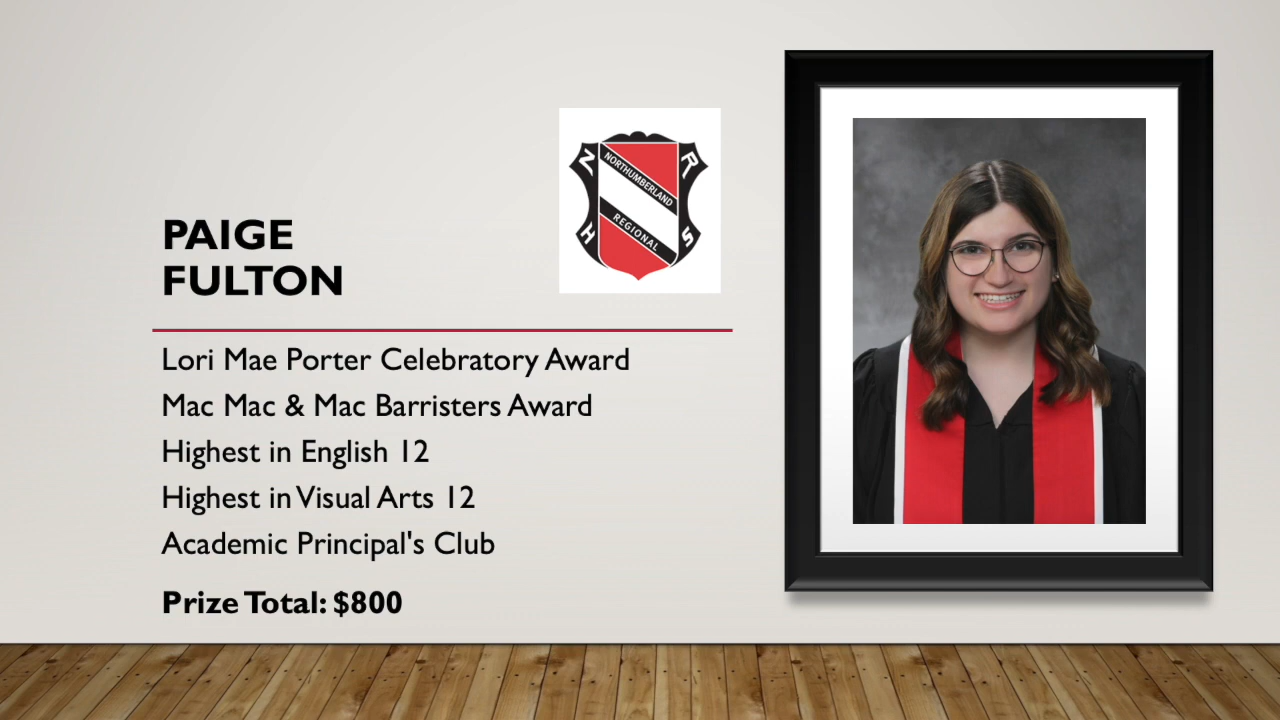 PAIGE
FULTON
N R
NORTHUMBERLAND
REGIONAL
H S
Lori Mae Porter Celebratory Award
Mac Mac & Mac Barristers Award
Highest in English 12
Highest in Visual Arts 12
Academic Principal's Club
Prize Total: $800